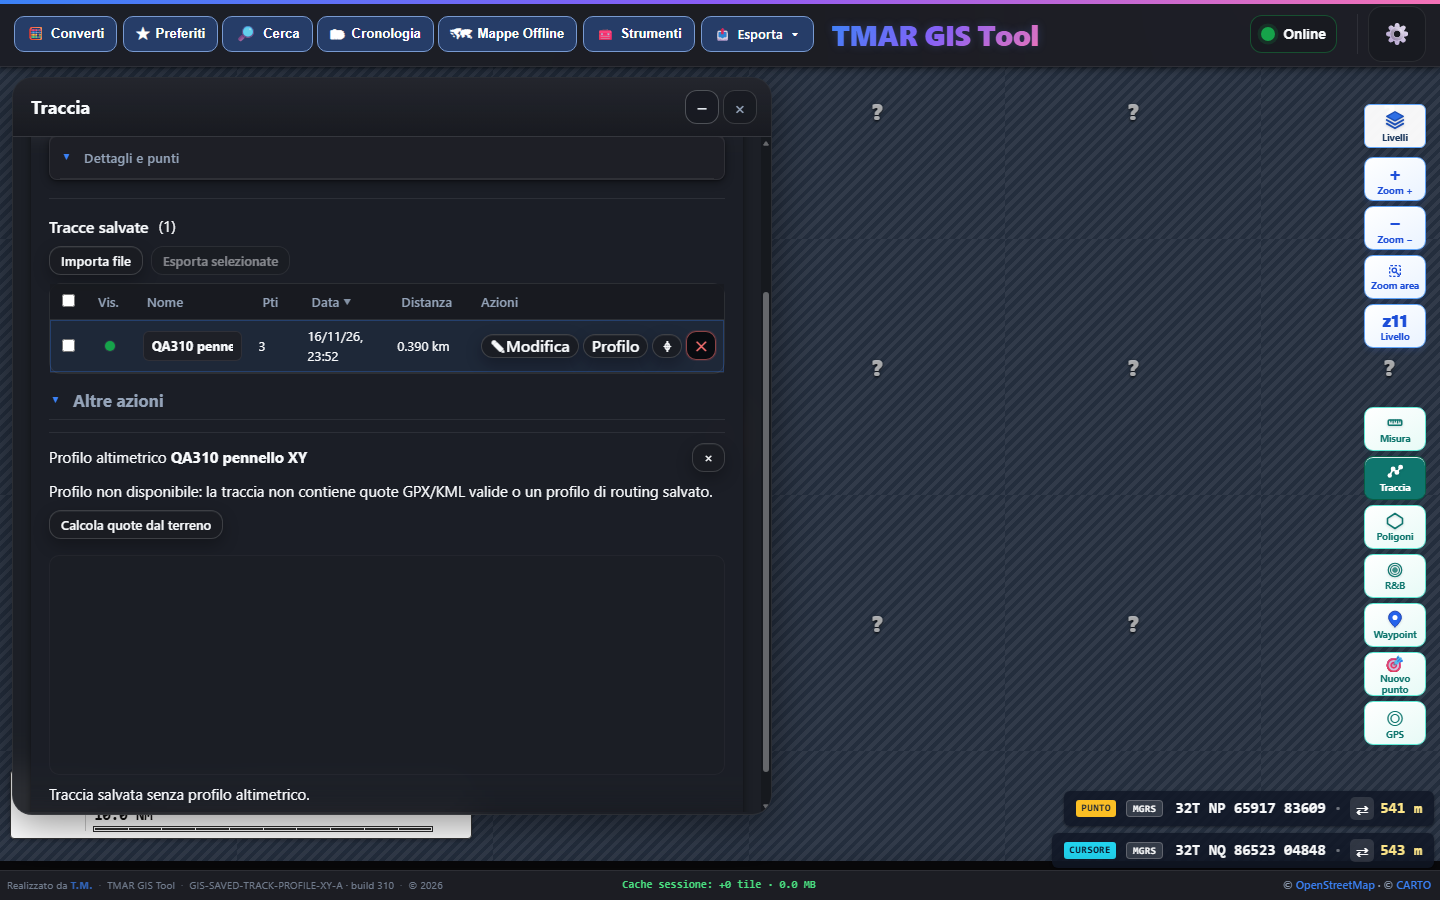 Converti
Preferiti
Cerca
Cronologia
Mappe Offline
Strumenti
Esporta
TMAR GIS Tool
Online
Traccia
−
×
Dettagli e punti
Tracce salvate (1)
Importa file
Esporta selezionate
Vis. Nome Pti Data ▼ Distanza Azioni
QA310 penne 3 16/11/26, 23:52 0.390 km Modifica Profilo
Altre azioni
Profilo altimetrico QA310 pennello XY
×
Profilo non disponibile: la traccia non contiene quote GPX/KML valide o un profilo di routing salvato.
Calcola quote dal terreno
Traccia salvata senza profilo altimetrico.
10.0 NM
? ?
? ? ?
? ?
Livelli
+
Zoom +
−
Zoom −
Zoom area
z11
Livello
Misura
Traccia
Poligoni
R&B
Waypoint
Nuovo
punto
GPS
PUNTO MGRS 32T NP 65917 83609 · ⇄ 541 m
CURSORE MGRS 32T NQ 86523 04848 · ⇄ 543 m
Realizzato da T.M. · TMAR GIS Tool · GIS-SAVED-TRACK-PROFILE-XY-A · build 310 · © 2026
Cache sessione: +0 tile · 0.0 MB
© OpenStreetMap · © CARTO